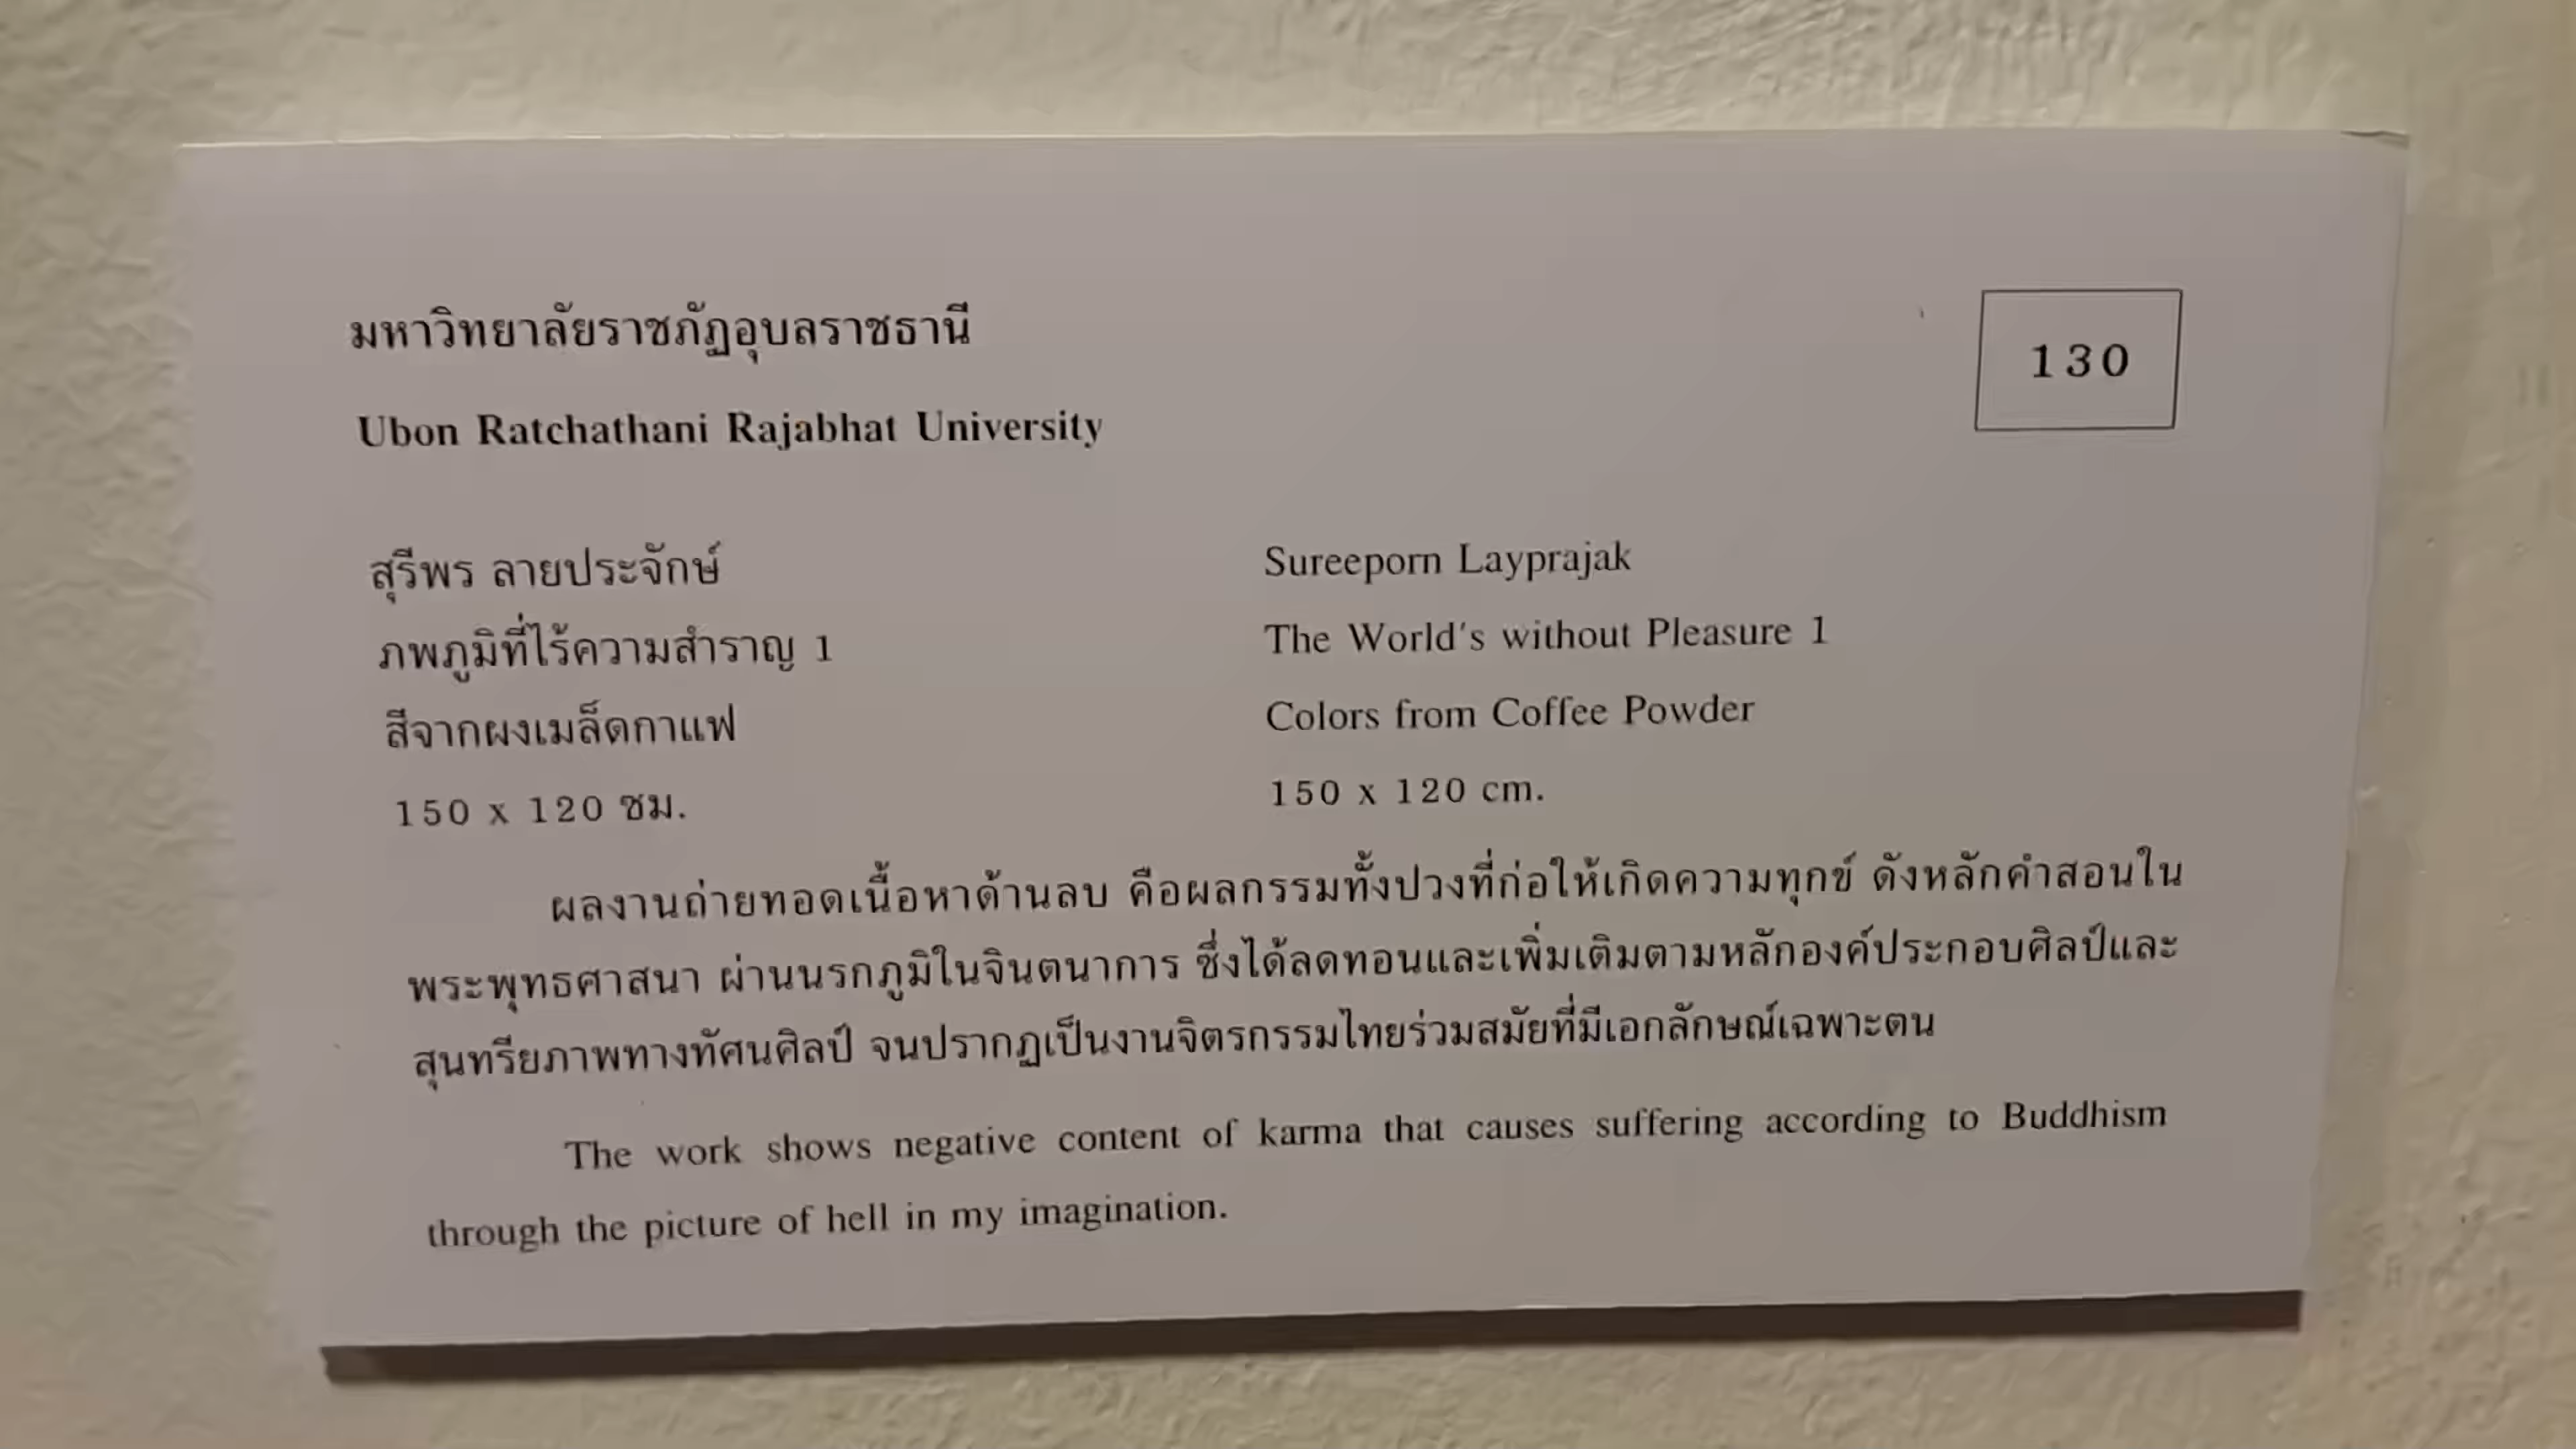 มหาวิทยาลัยราชภัฏอุบลราชธานี
130
Ubon Ratchathani Rajabhat University
สุรีพร ลายประจักษ์
Sureeporn Layprajak
ภพภูมิที่ไร้ความสำราญ 1
The World's without Pleasure 1
สีจากผงเมล็ดกาแฟ
Colors from Coffee Powder
150 x 120 ซม.
150 x 120 cm.
ผลงานถ่ายทอดเนื้อหาด้านลบ คือผลกรรมทั้งปวงที่ก่อให้เกิดความทุกข์ ดังหลักคำสอนใน
พระพุทธศาสนา ผ่านนรกภูมิในจินตนาการ ซึ่งได้ลดทอนและเพิ่มเติมตามหลักองค์ประกอบศิลป์และ
สุนทรียภาพทางทัศนศิลป์ จนปรากฏเป็นงานจิตรกรรมไทยร่วมสมัยที่มีเอกลักษณ์เฉพาะตน
The work shows negative content of karma that causes suffering according to Buddhism
through the picture of hell in my imagination.